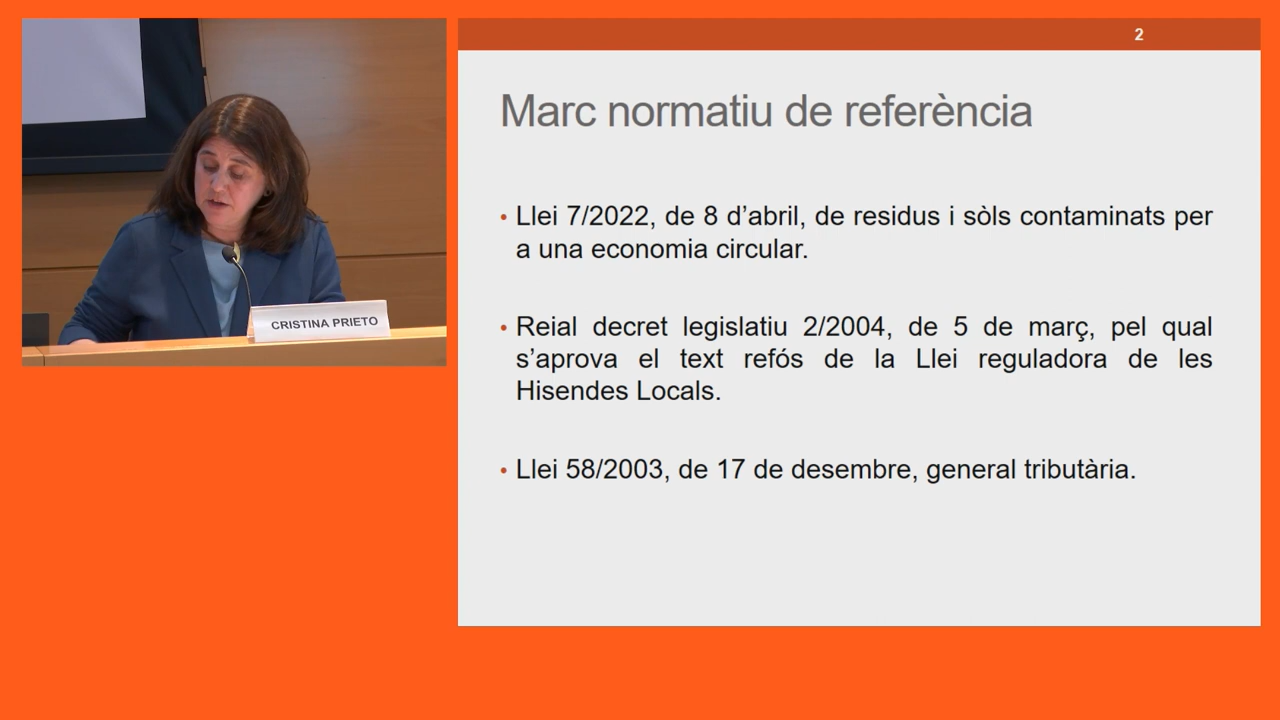 CRISTINA PRIETO
2
Marc normatiu de referència
• Llei 7/2022, de 8 d’abril, de residus i sòls contaminats per
a una economia circular.
• Reial decret legislatiu 2/2004, de 5 de març, pel qual
s’aprova el text refós de la Llei reguladora de les
Hisendes Locals.
• Llei 58/2003, de 17 de desembre, general tributària.